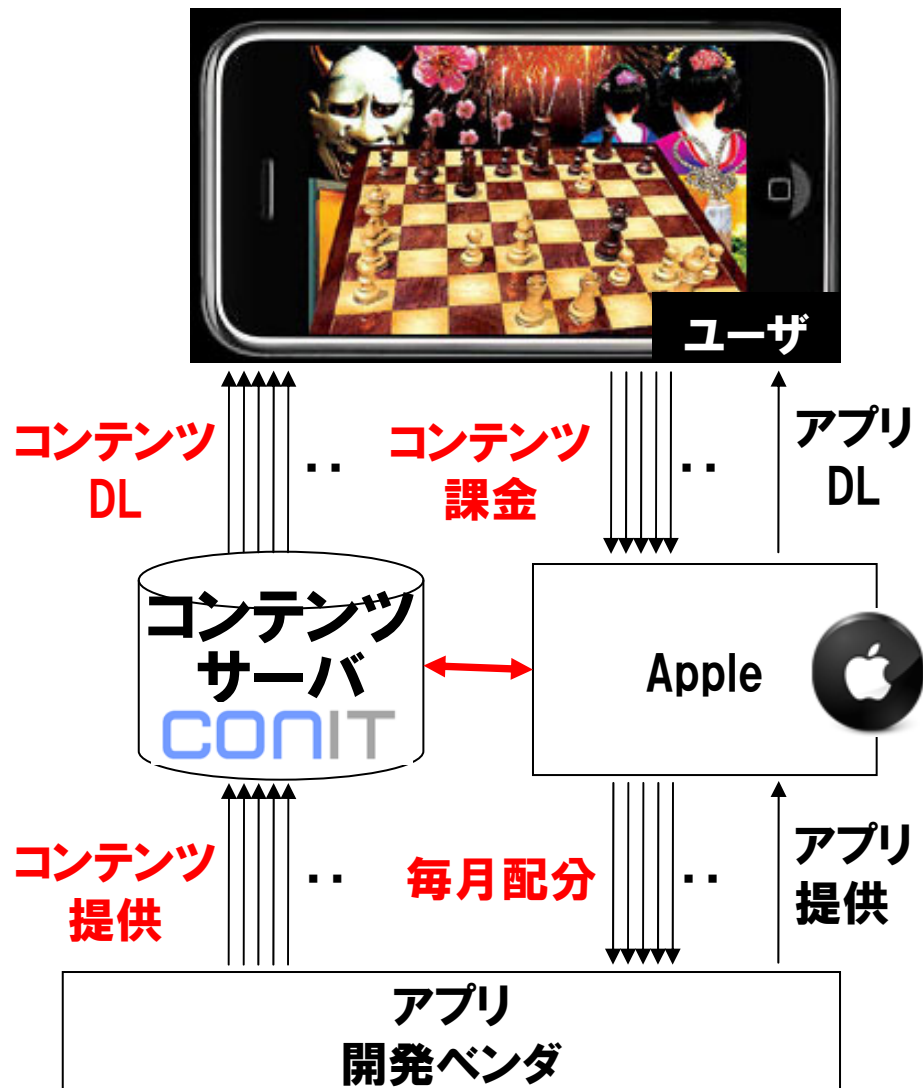 ユーザ
コンテンツ
DL
‥
コンテンツ
課金
‥
アプリ
DL
コンテンツ
サーバ
CONIT
Apple
コンテンツ
提供
‥
毎月配分
‥
アプリ
提供
アプリ
開発ベンダ